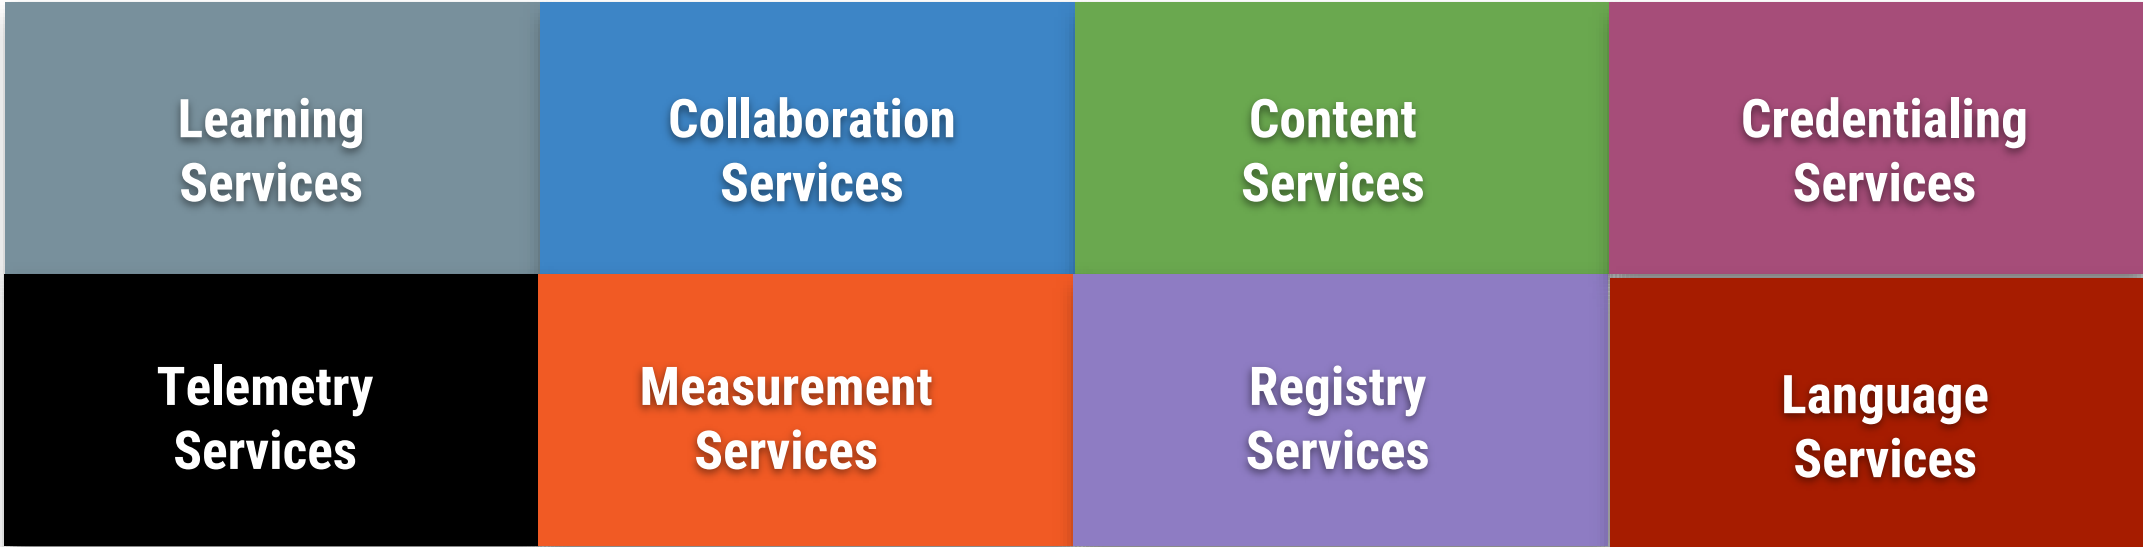 Learning
Services
Collaboration
Services
Content
Services
Credentialing
Services
Telemetry
Services
Measurement
Services
Registry
Services
Language
Services